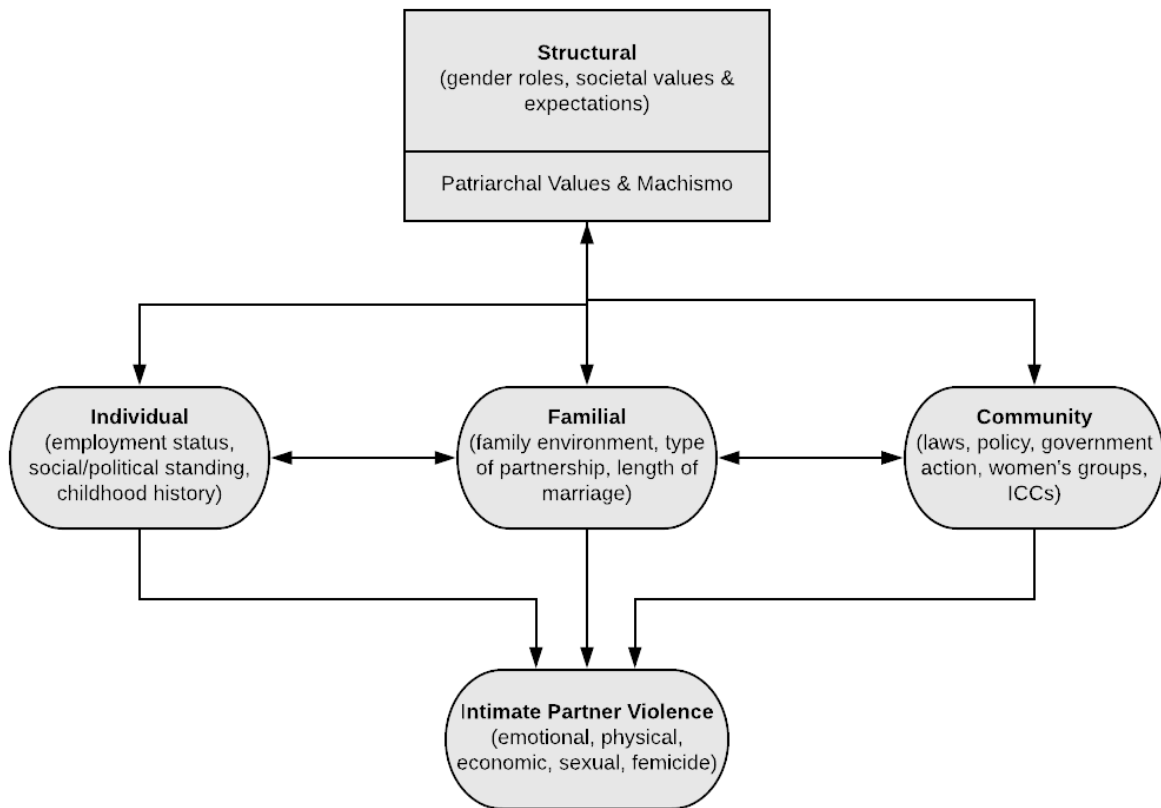 Structural
(gender roles, societal values &
expectations)
Patriarchal Values & Machismo
Individual
(employment status,
social/political standing,
childhood history)
Familial
(family environment, type
of partnership, length of
marriage)
Community
(laws, policy, government
action, women's groups,
ICCs)
Intimate Partner Violence
(emotional, physical,
economic, sexual, femicide)